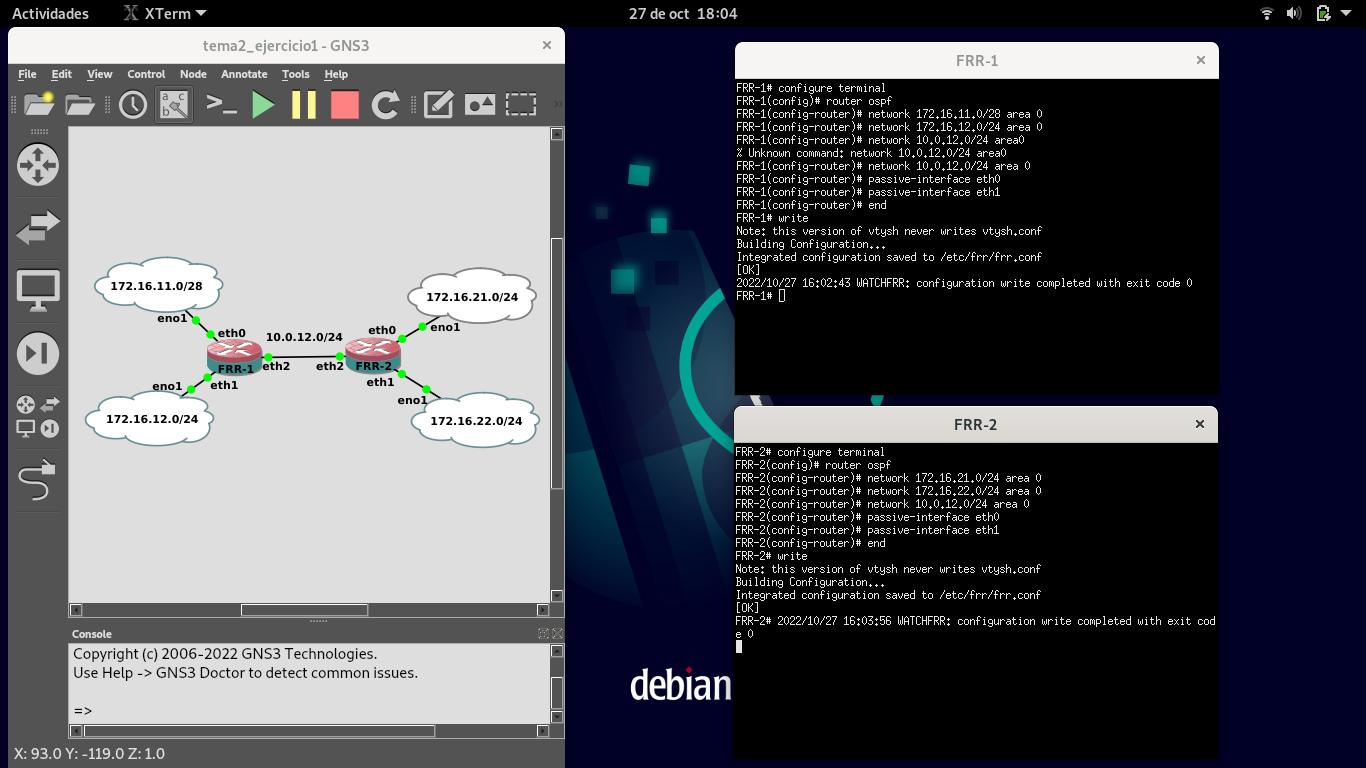 Actividades XTerm 27 de oct 18:04
tema2_ejercicio1 - GNS3
File Edit View Control Node Annotate Tools Help
172.16.11.0/28
eno1
eth0
10.0.12.0/24
eth0
eno1
172.16.21.0/24
FRR-1
eth2
eth2
FRR-2
eno1
eth1
eth1
eno1
172.16.12.0/24
172.16.22.0/24
Console
Copyright (c) 2006-2022 GNS3 Technologies.
Use Help -> GNS3 Doctor to detect common issues.
=>
X: 93.0 Y: -119.0 Z: 1.0
debian
FRR-1
FRR-1# configure terminal
FRR-1(config)# router ospf
FRR-1(config-router)# network 172.16.11.0/28 area 0
FRR-1(config-router)# network 172.16.12.0/24 area 0
FRR-1(config-router)# network 10.0.12.0/24 area0
% Unknown command: network 10.0.12.0/24 area0
FRR-1(config-router)# network 10.0.12.0/24 area 0
FRR-1(config-router)# passive-interface eth0
FRR-1(config-router)# passive-interface eth1
FRR-1(config-router)# end
FRR-1# write
Note: this version of vtysh never writes vtysh.conf
Building Configuration...
Integrated configuration saved to /etc/frr/frr.conf
[OK]
2022/10/27 16:02:43 WATCHFRR: configuration write completed with exit code 0
FRR-1#
FRR-2
FRR-2# configure terminal
FRR-2(config)# router ospf
FRR-2(config-router)# network 172.16.21.0/24 area 0
FRR-2(config-router)# network 172.16.22.0/24 area 0
FRR-2(config-router)# network 10.0.12.0/24 area 0
FRR-2(config-router)# passive-interface eth0
FRR-2(config-router)# passive-interface eth1
FRR-2(config-router)# end
FRR-2# write
Note: this version of vtysh never writes vtysh.conf
Building Configuration...
Integrated configuration saved to /etc/frr/frr.conf
[OK]
FRR-2# 2022/10/27 16:03:56 WATCHFRR: configuration write completed with exit cod
e 0